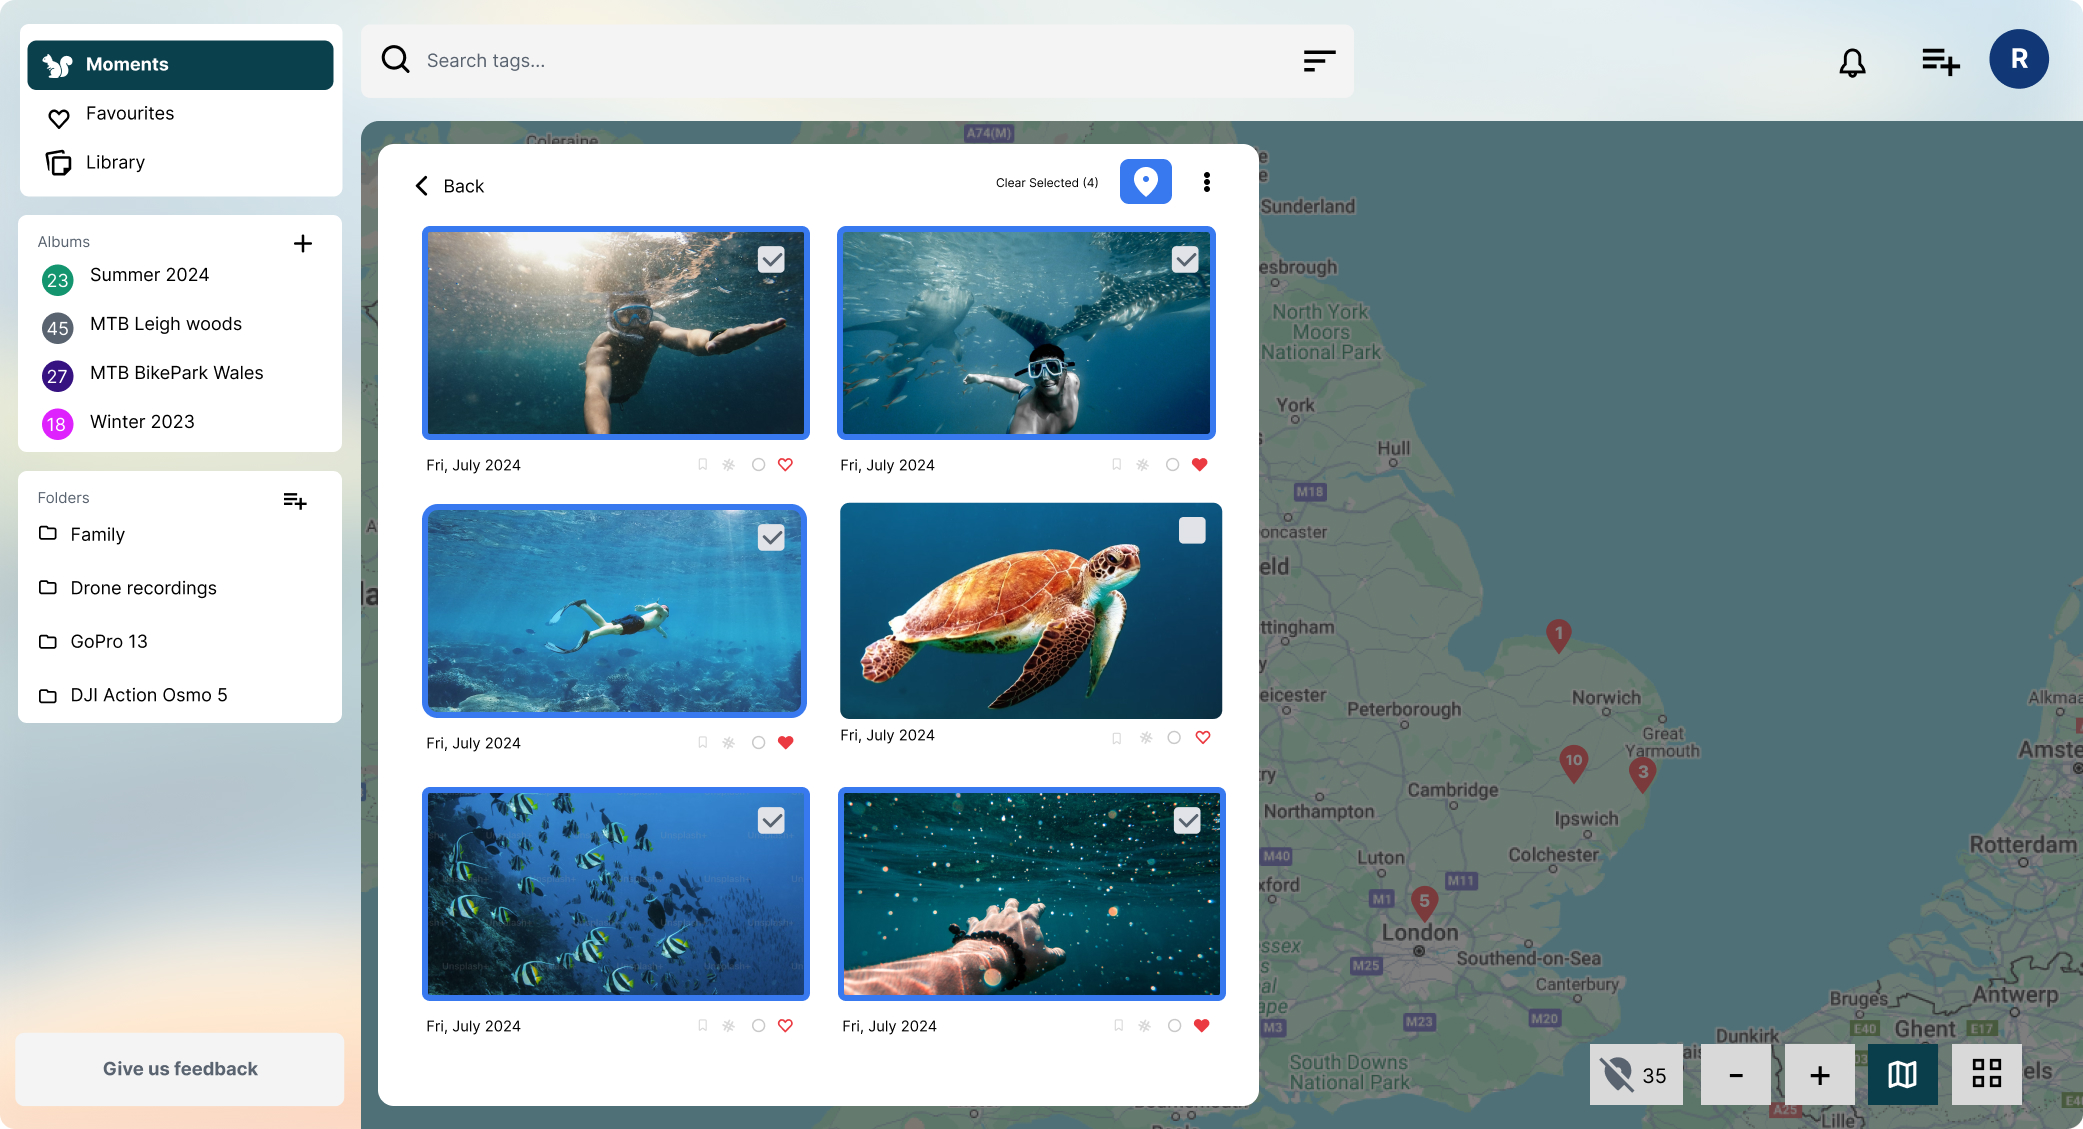 Moments
Favourites
Library
Albums
23 Summer 2024
45 MTB Leigh woods
27 MTB BikePark Wales
18 Winter 2023
Folders
Family
Drone recordings
GoPro 13
DJI Action Osmo 5
Give us feedback
Search tags...
R
Back
Clear Selected (4)
Fri, July 2024
Fri, July 2024
Fri, July 2024
Fri, July 2024
Unsplash+
Unsplash+
Fri, July 2024
Fri, July 2024
Coleraine
A74(M)
Sunderland
esbrough
North York
Moors
National Park
York
Hull
M18
oncaster
eld
la
ttingham
1
eicester
Peterborough
Norwich
Great
Yarmouth
10
3
Cambridge
Northampton
Ipswich
Luton
Colchester
M40
M11
xford
M1
5
London
essex
M25
Southend-on-Sea
Canterbury
M3
M23
M20
South Downs
National Park
Alkmaa
Amste
Rotterdam
Bruges
Antwerp
Dunkirk
E40
Ghent
E17
els
A25
Lille
35
-
+